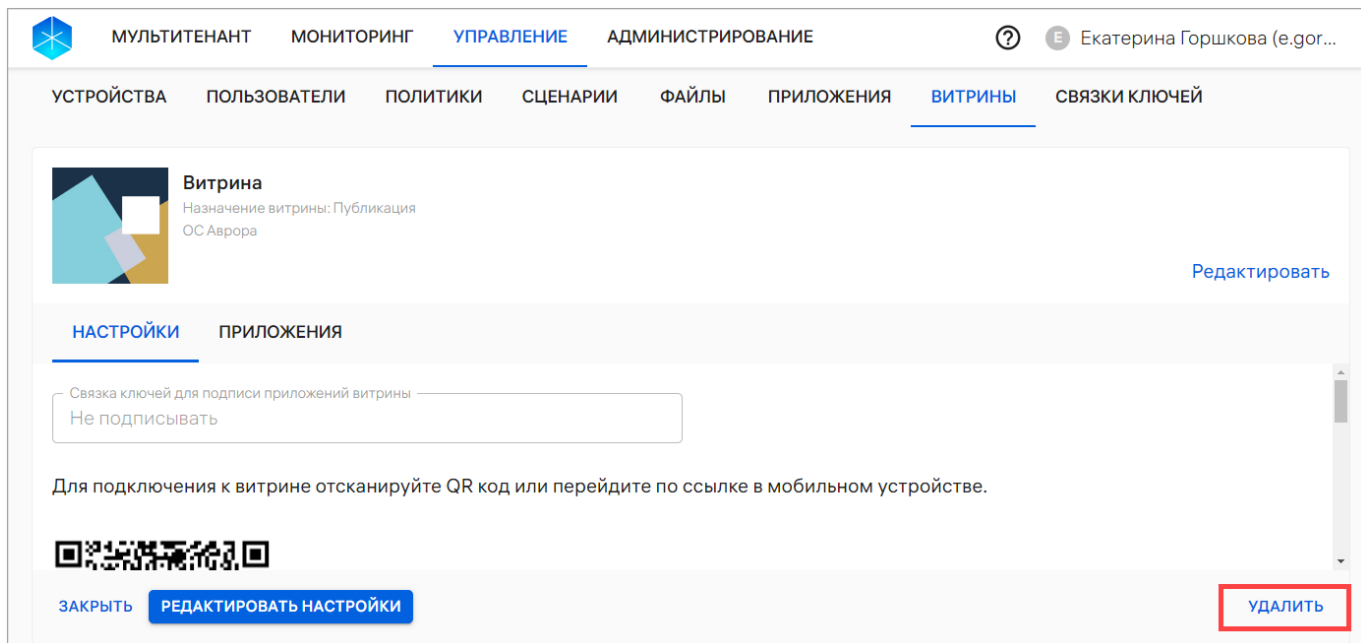 МУЛЬТИТЕНАНТ МОНИТОРИНГ УПРАВЛЕНИЕ АДМИНИСТРИРОВАНИЕ ? Е Екатерина Горшкова (e.gor...
УСТРОЙСТВА ПОЛЬЗОВАТЕЛИ ПОЛИТИКИ СЦЕНАРИИ ФАЙЛЫ ПРИЛОЖЕНИЯ ВИТРИНЫ СВЯЗКИ КЛЮЧЕЙ
Витрина
Назначение витрины: Публикация
ОС Аврора
Редактировать
НАСТРОЙКИ ПРИЛОЖЕНИЯ
Связка ключей для подписи приложений витрины
Не подписывать
Для подключения к витрине отсканируйте QR код или перейдите по ссылке в мобильном устройстве.
ЗАКРЫТЬ РЕДАКТИРОВАТЬ НАСТРОЙКИ УДАЛИТЬ